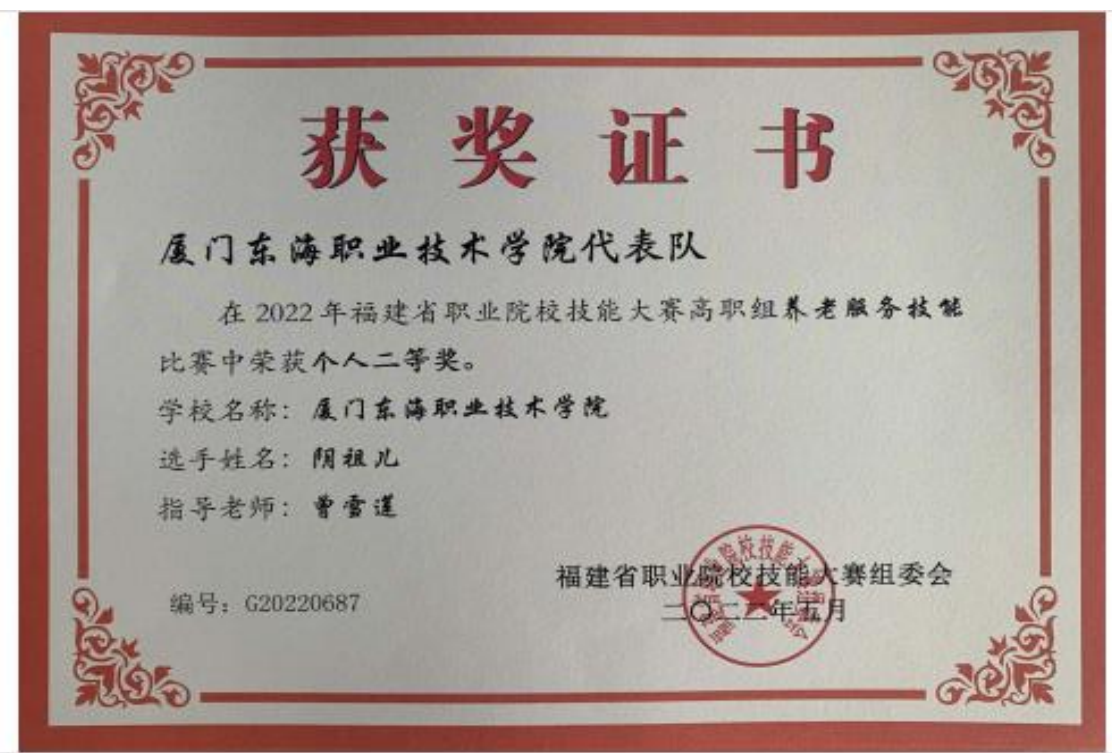 获奖证书
厦门东海职业技术学院代表队
在2022年福建省职业院校技能大赛高职组养老服务技能
比赛中荣获个人二等奖。
学校名称：厦门东海职业技术学院
选手姓名：阴祖儿
指导老师：曾雪莲
福建省职业院校技能大赛组委会
编号：G20220687
二〇二二年五月